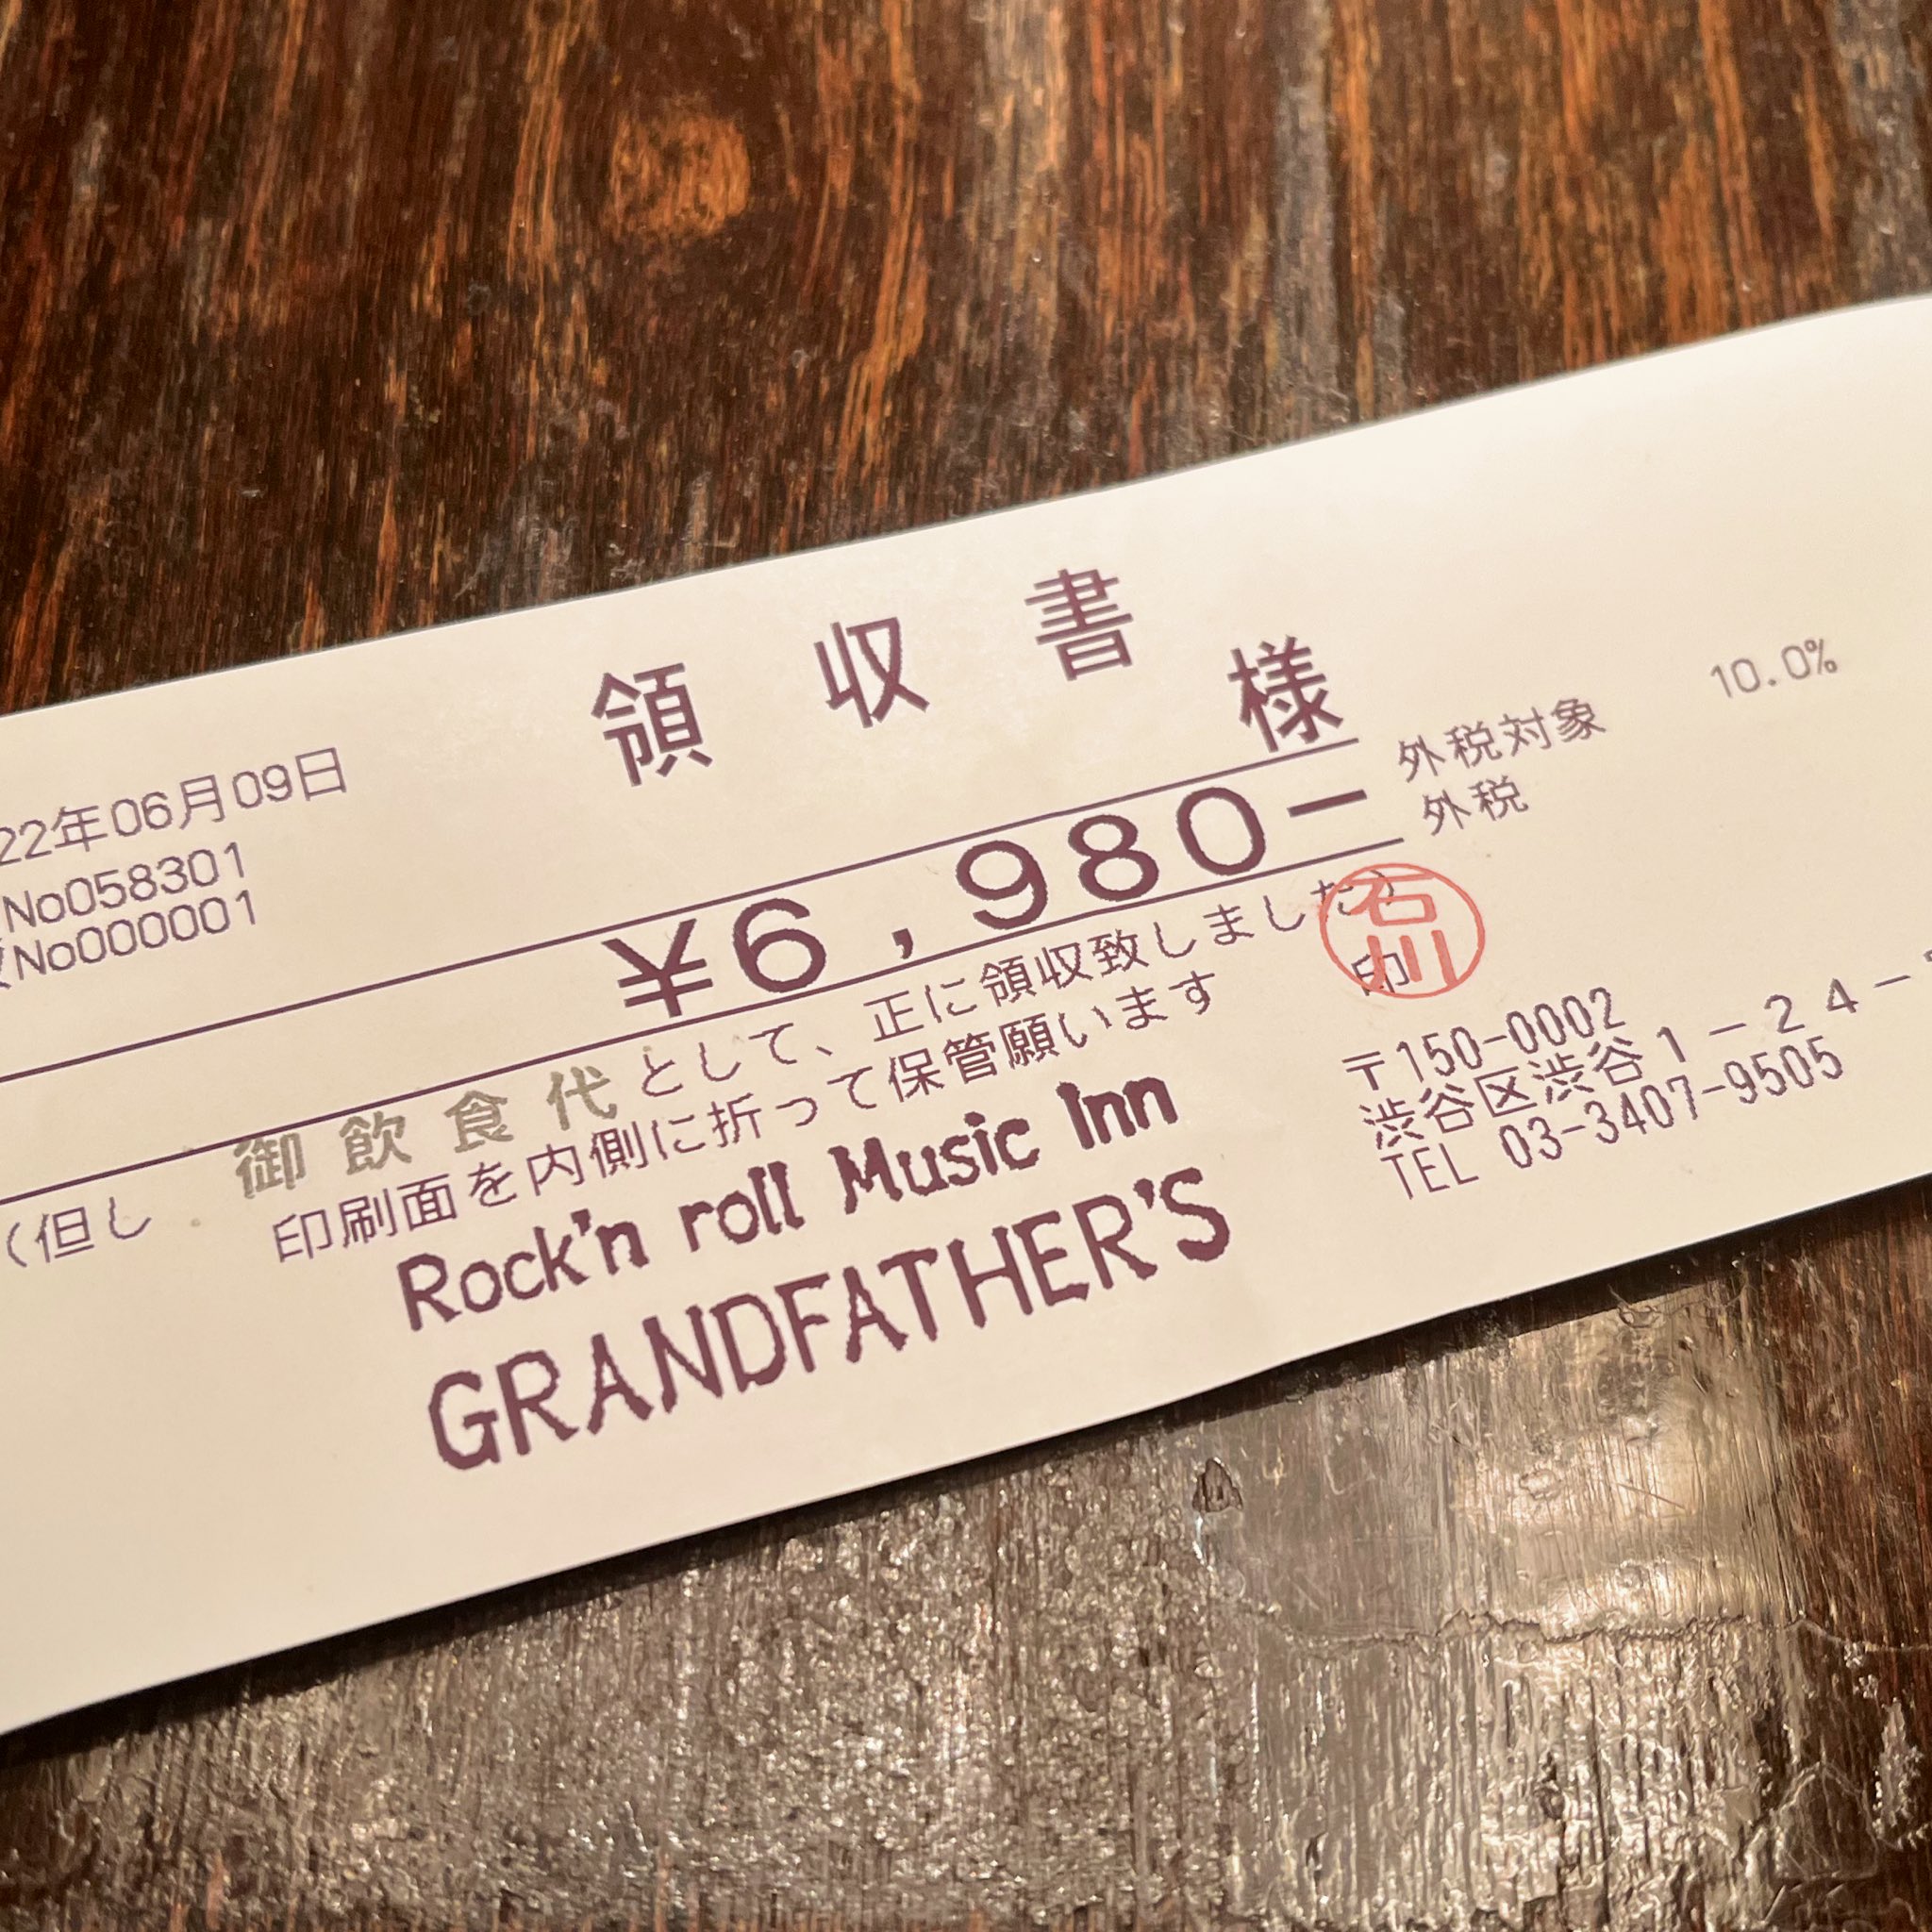 領収書
様
22年06月09日
No058301
No000001
¥6,980-
外税対象 10.0%
外税
(但し 御飲食代として、正に領収致しました)
印刷面を内側に折って保管願います
印
石川
Rock'n roll Music Inn
GRANDFATHER'S
〒150-0002
渋谷区渋谷1-24-
TEL 03-3407-9505